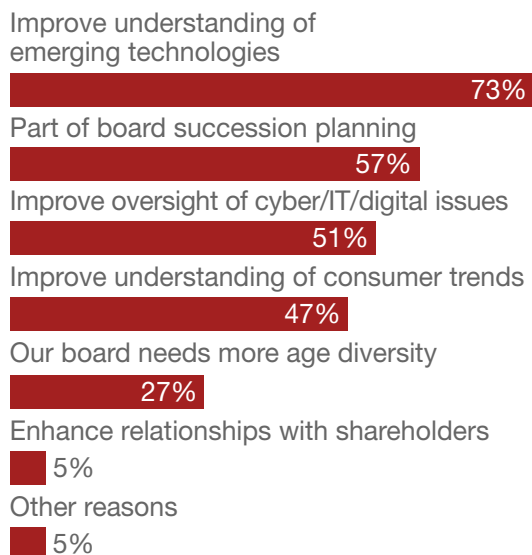 Improve understanding of
emerging technologies
73%
Part of board succession planning
57%
Improve oversight of cyber/IT/digital issues
51%
Improve understanding of consumer trends
47%
Our board needs more age diversity
27%
Enhance relationships with shareholders
5%
Other reasons
5%